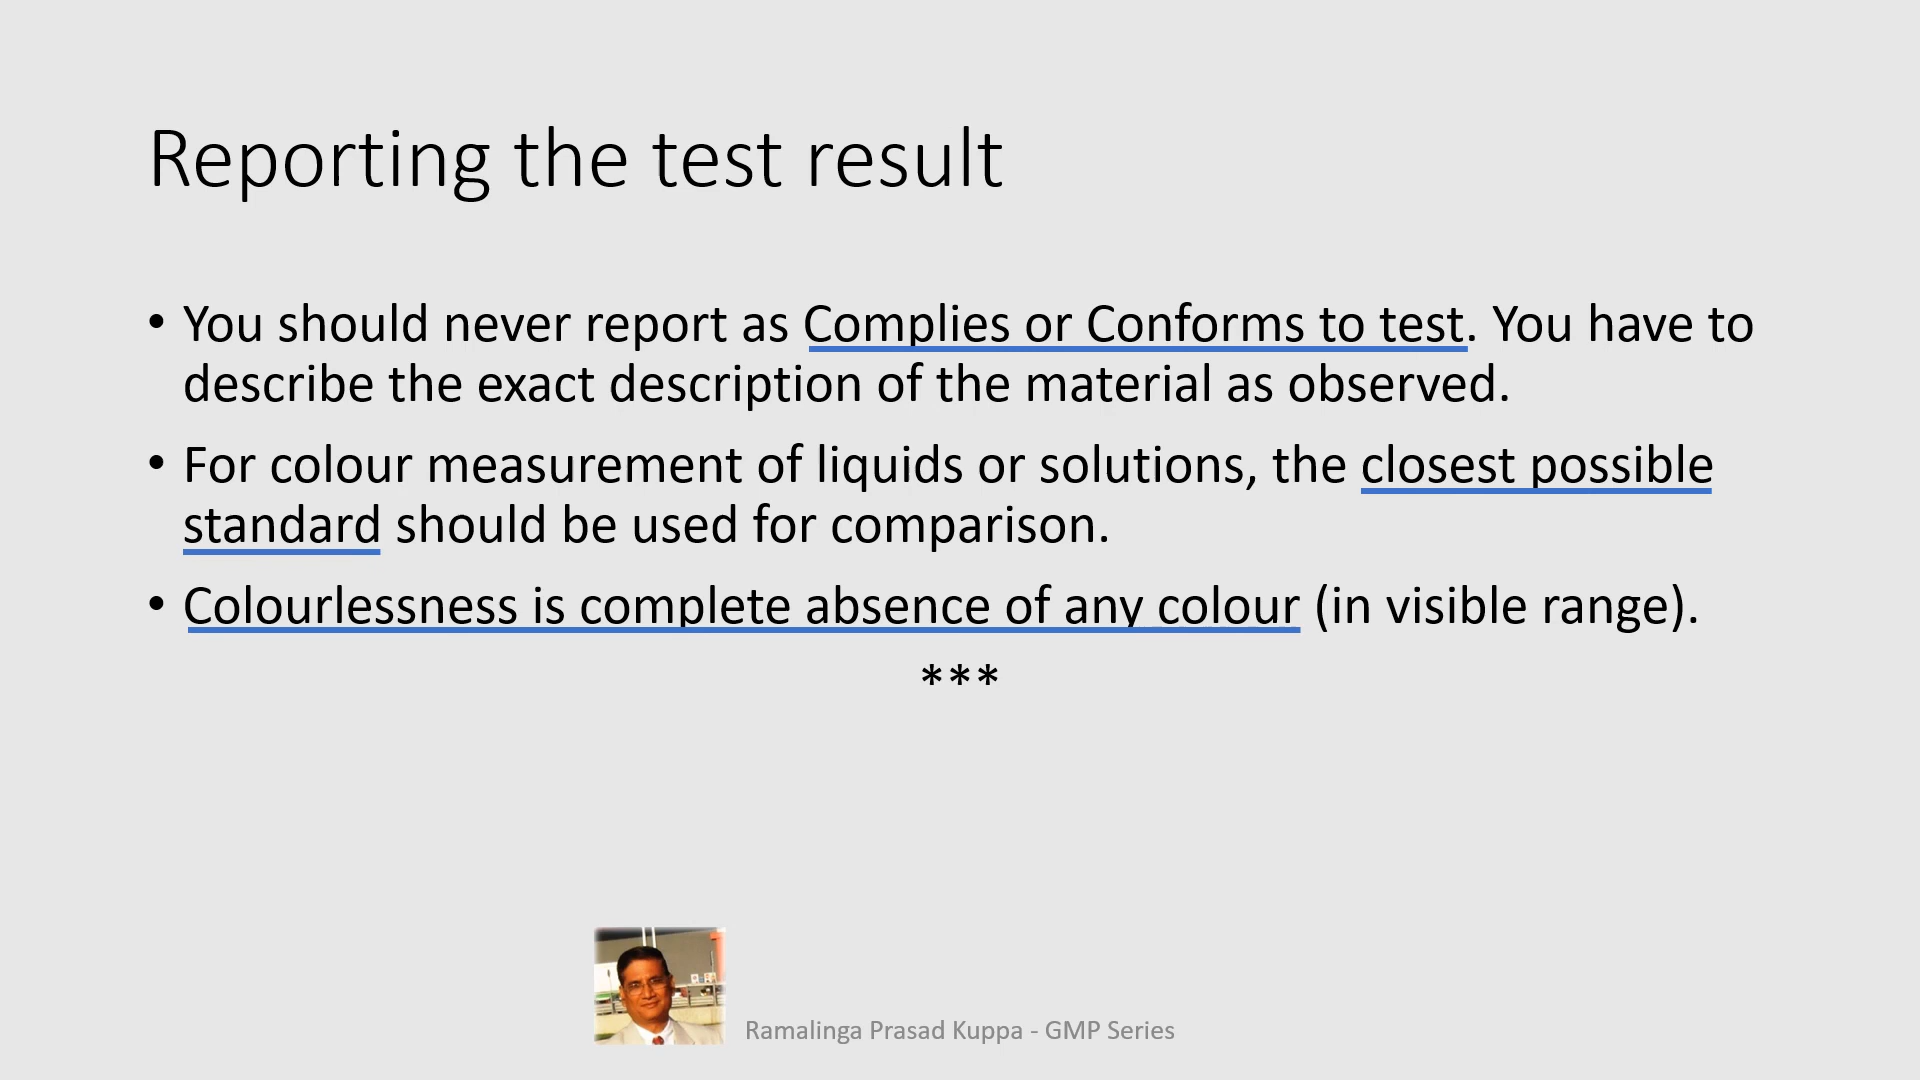 Reporting the test result
• You should never report as Complies or Conforms to test. You have to
describe the exact description of the material as observed.
• For colour measurement of liquids or solutions, the closest possible
standard should be used for comparison.
• Colourlessness is complete absence of any colour (in visible range).
***
Ramalinga Prasad Kuppa - GMP Series